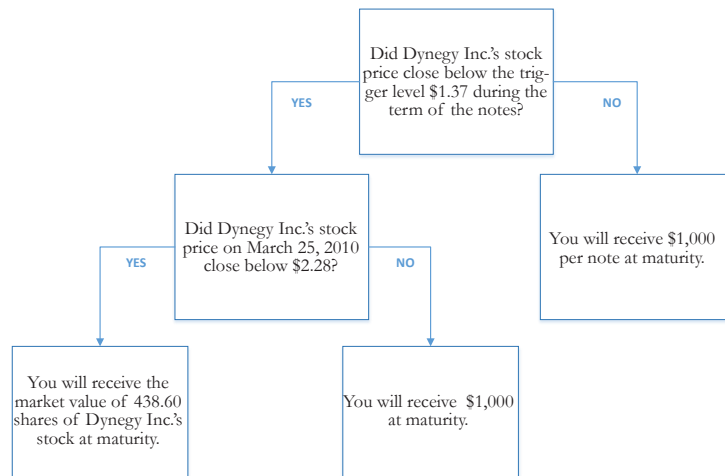 Did Dynegy Inc.'s stock
price close below the trig-
ger level $1.37 during the
term of the notes?
YES
NO
Did Dynegy Inc.'s stock
price on March 25, 2010
close below $2.28?
You will receive $1,000
per note at maturity.
YES
NO
You will receive the
market value of 438.60
shares of Dynegy Inc.'s
stock at maturity.
You will receive $1,000
at maturity.